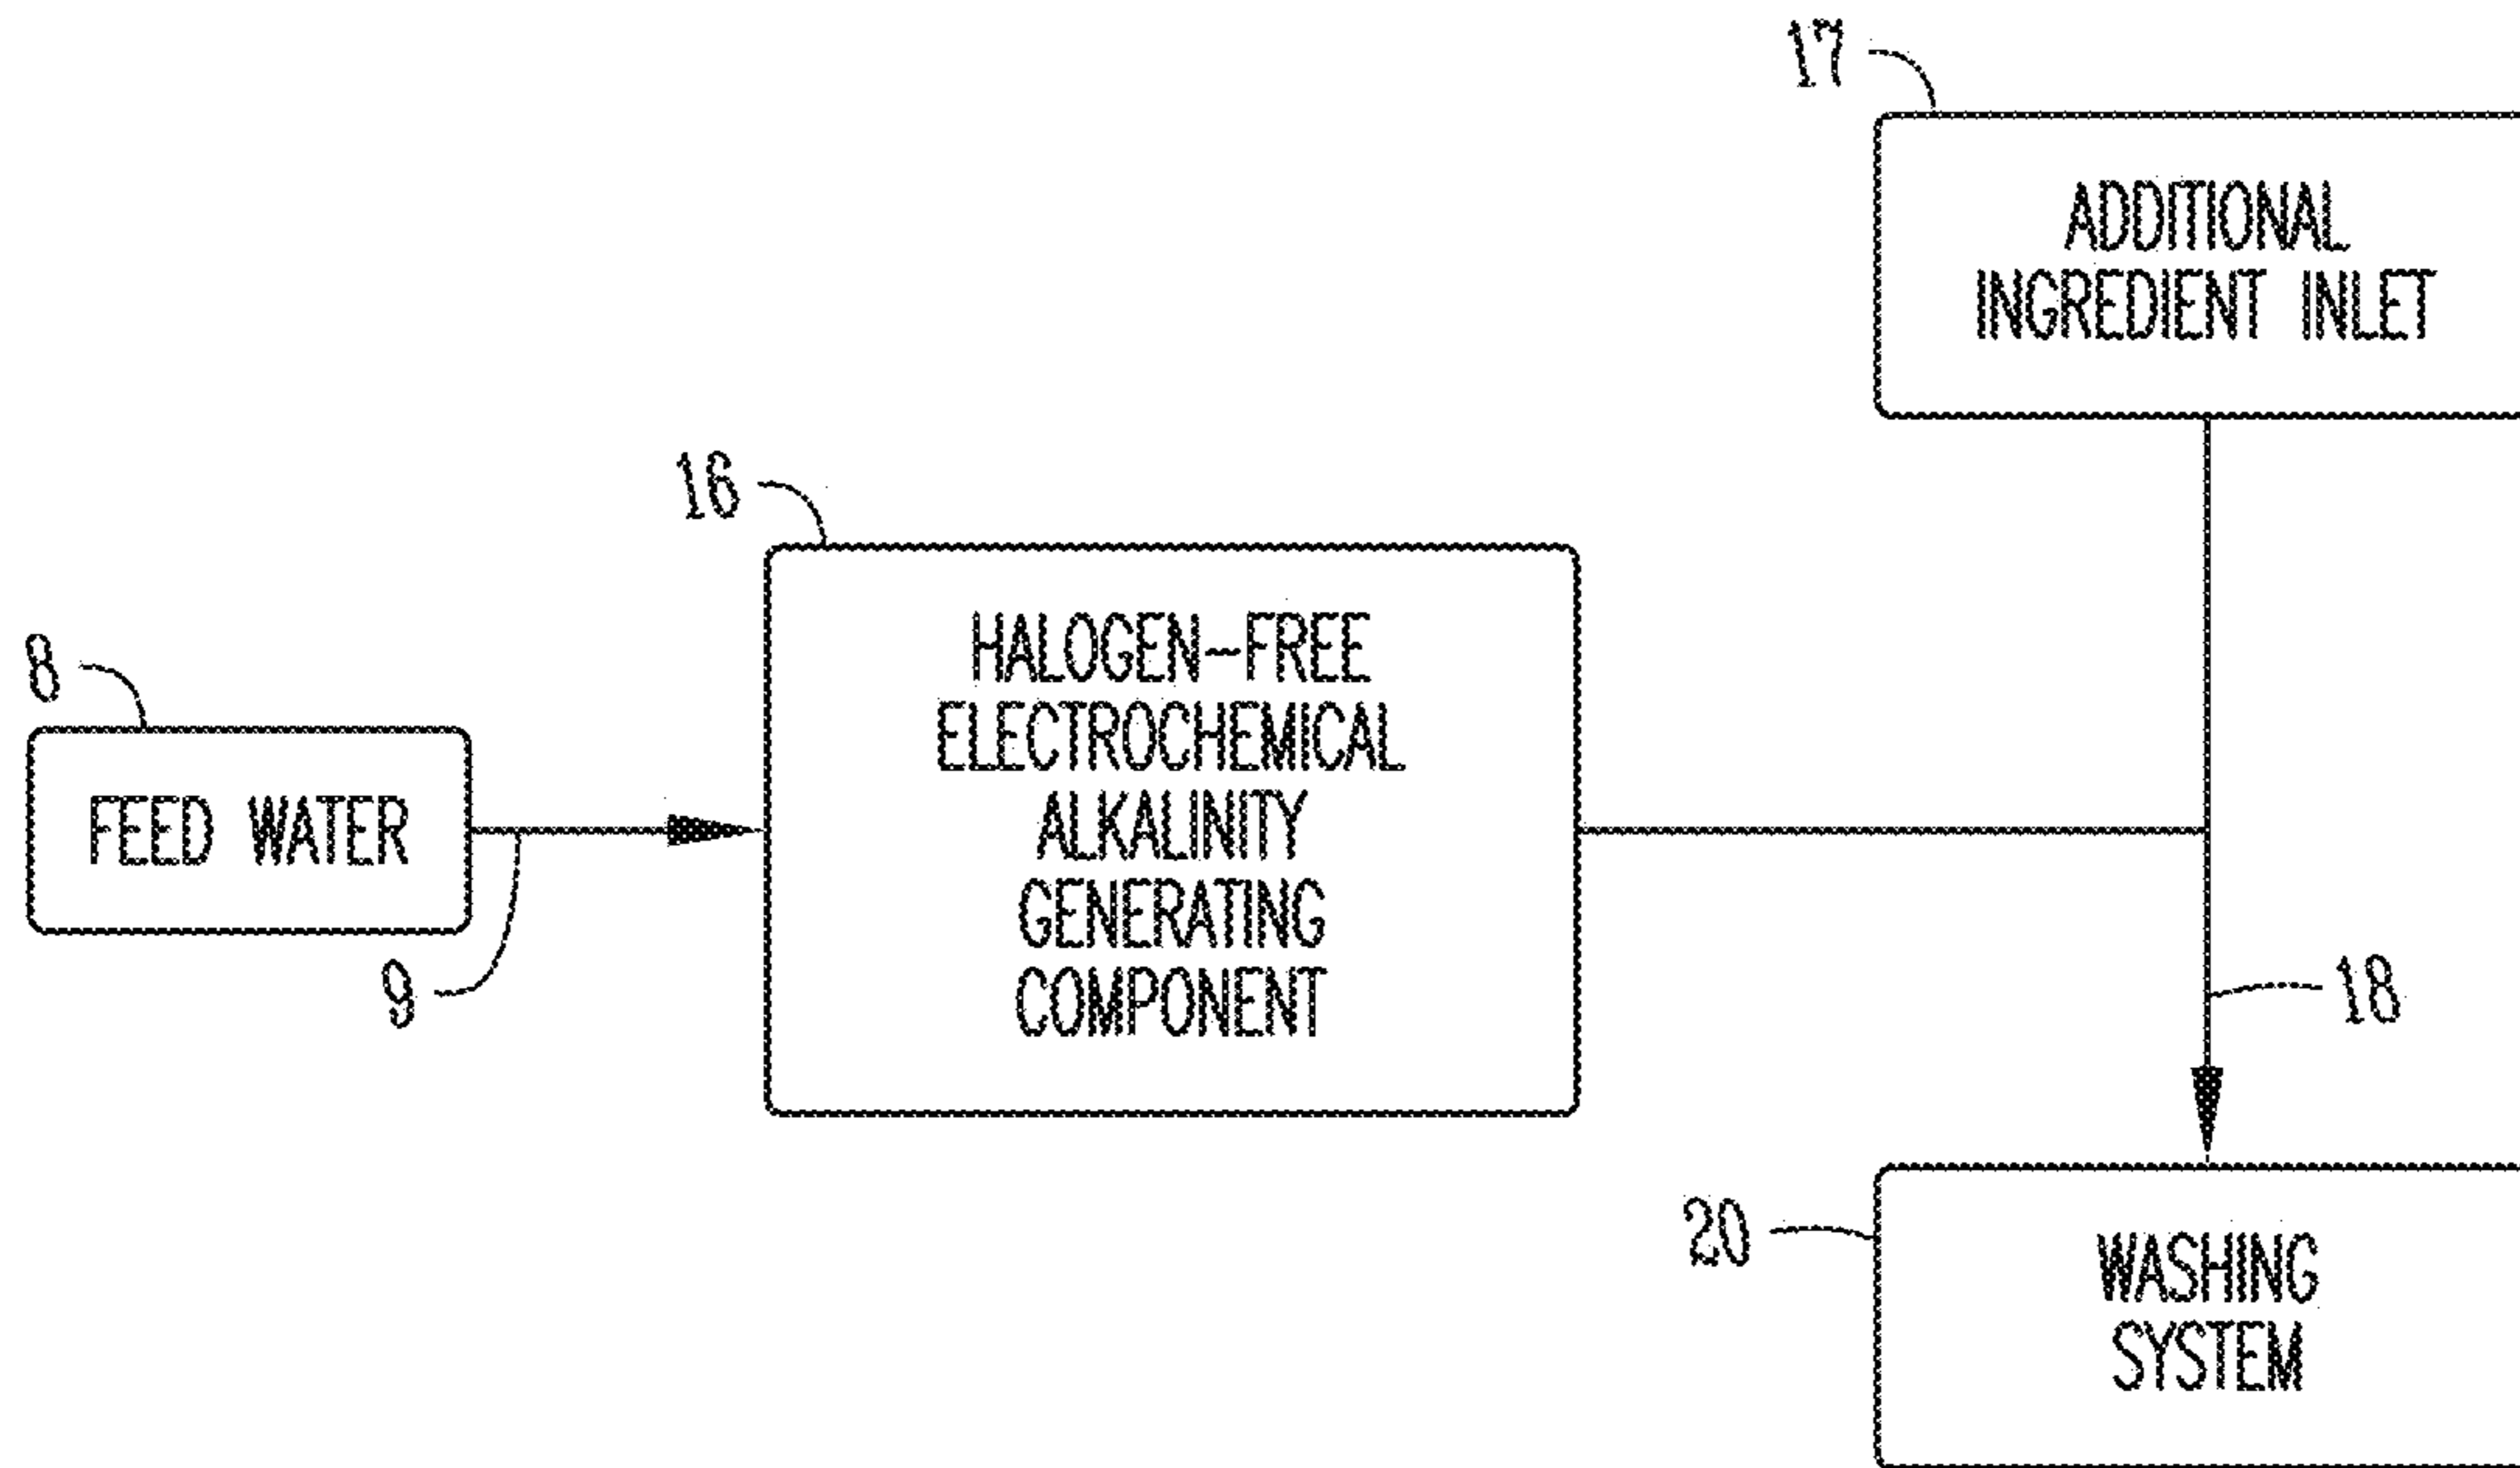 17
ADDITIONAL
INGREDIENT INLET
16
HALOGEN-FREE
ELECTROCHEMICAL
ALKALINITY
GENERATING
COMPONENT
8
FEED WATER
9
18
20
WASHING
SYSTEM